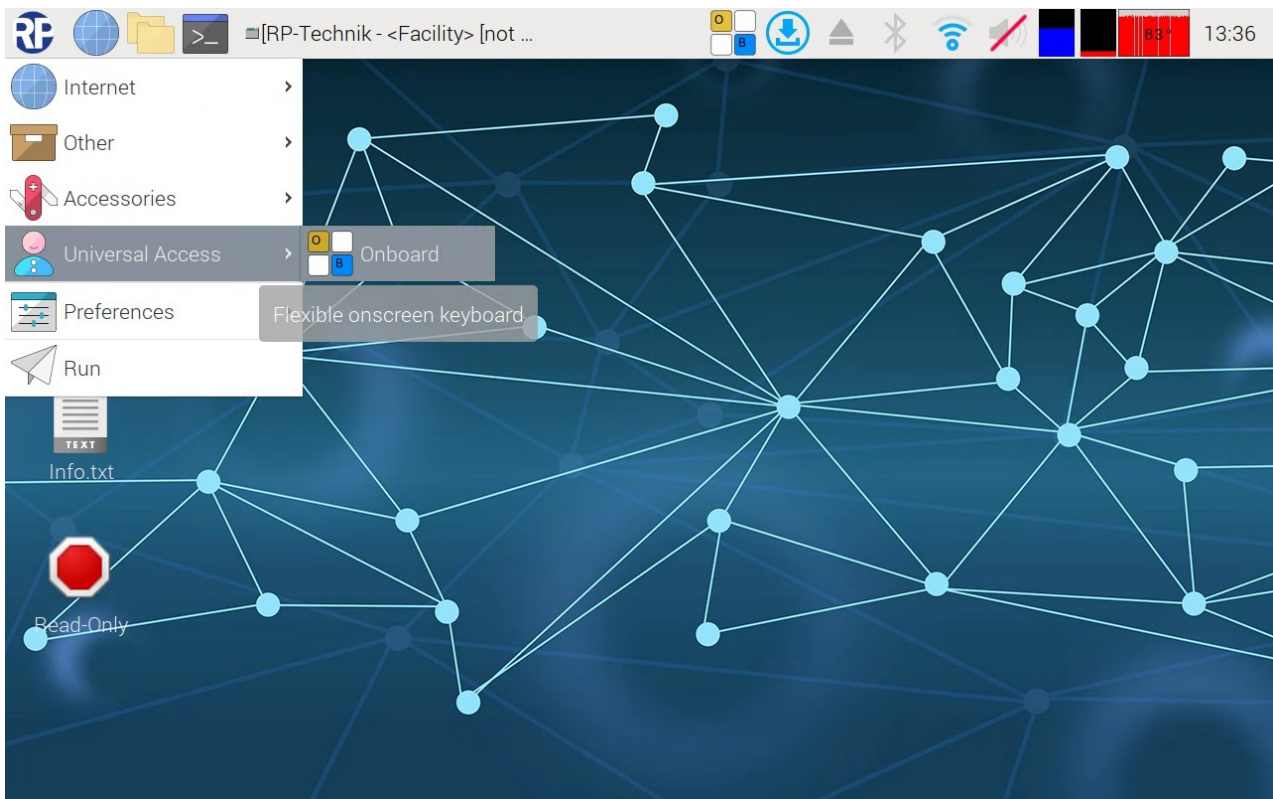 RP
>_
[RP-Technik - <Facility> [not ...
O
B
83°
13:36
Internet
Other
Accessories
Universal Access
O
B
Onboard
Preferences
Flexible onscreen keyboard
Run
TEXT
Info.txt
Read-Only